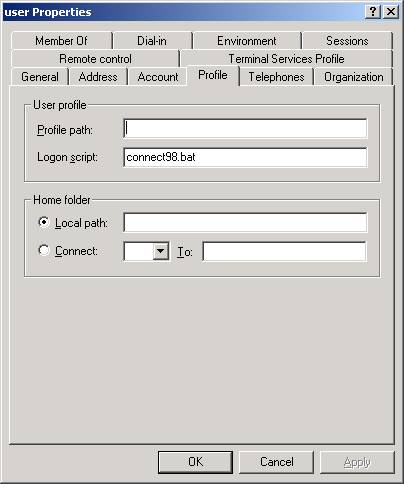 user Properties
Member Of Dial-in Environment Sessions
Remote control Terminal Services Profile
General Address Account Profile Telephones Organization
User profile
Profile path:
Logon script: connect98.bat
Home folder
Local path:
Connect: To:
OK Cancel Apply